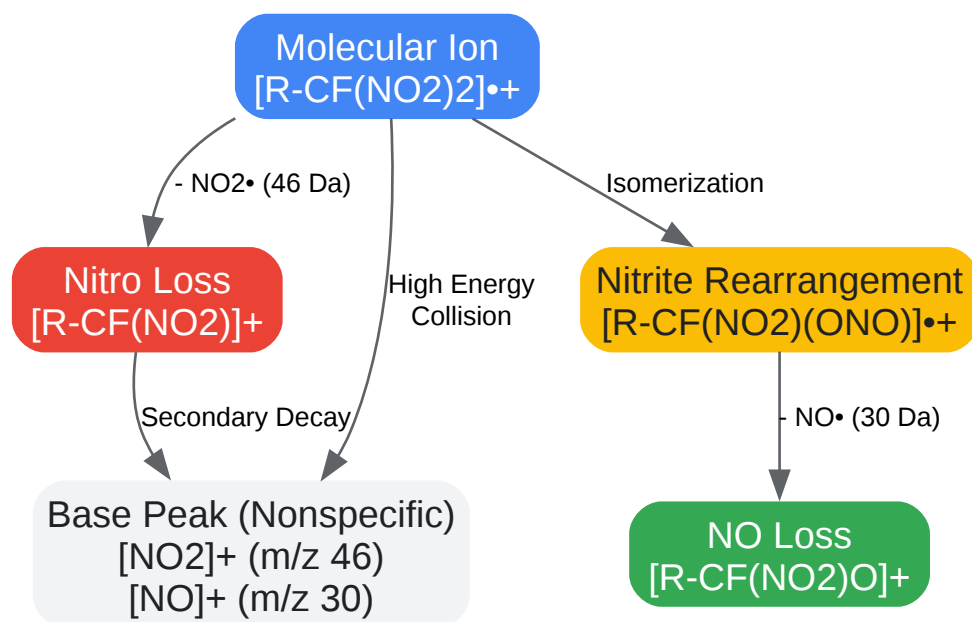 Molecular Ion
[R-CF(NO2)2]•+
- NO2• (46 Da)
Isomerization
Nitro Loss
[R-CF(NO2)]+
High Energy
Collision
Nitrite Rearrangement
[R-CF(NO2)(ONO)]•+
Secondary Decay
- NO• (30 Da)
Base Peak (Nonspecific)
[NO2]+ (m/z 46)
[NO]+ (m/z 30)
NO Loss
[R-CF(NO2)O]+